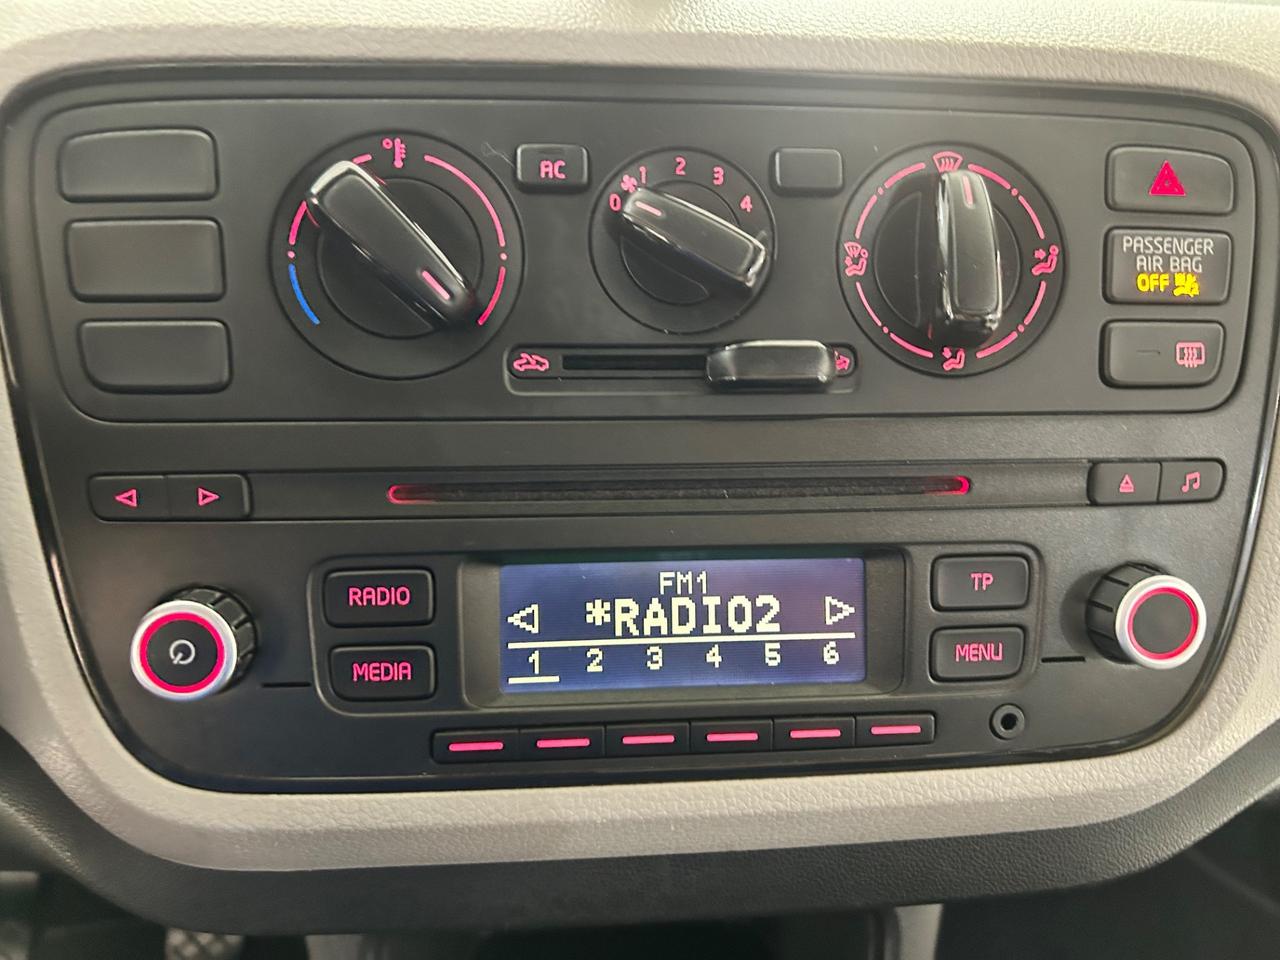 AC
0 1 2 3 4
PASSENGER
AIR BAG
OFF
RADIO
MEDIA
FM1
*RADIO2
1 2 3 4 5 6
TP
MENU